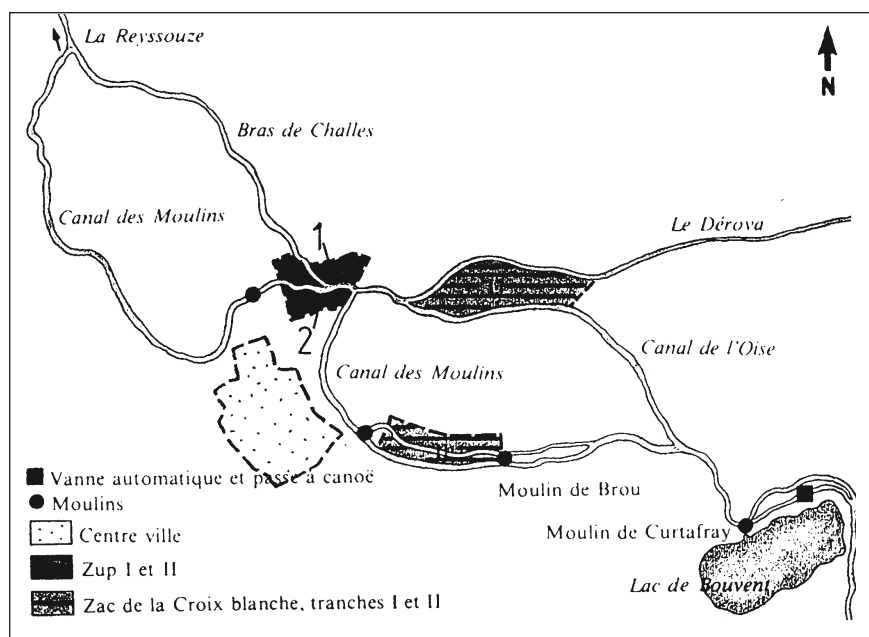 La Reyssouze
N
Bras de Challes
Canal des Moulins
Le Dérova
1
I
2
Canal de l'Oise
Canal des Moulins
II
Vanne automatique et passe à canoë
Moulins
Moulin de Brou
Centre ville
Moulin de Curtafray
Zup I et II
Lac de Bouvent
Zac de la Croix blanche, tranches I et II